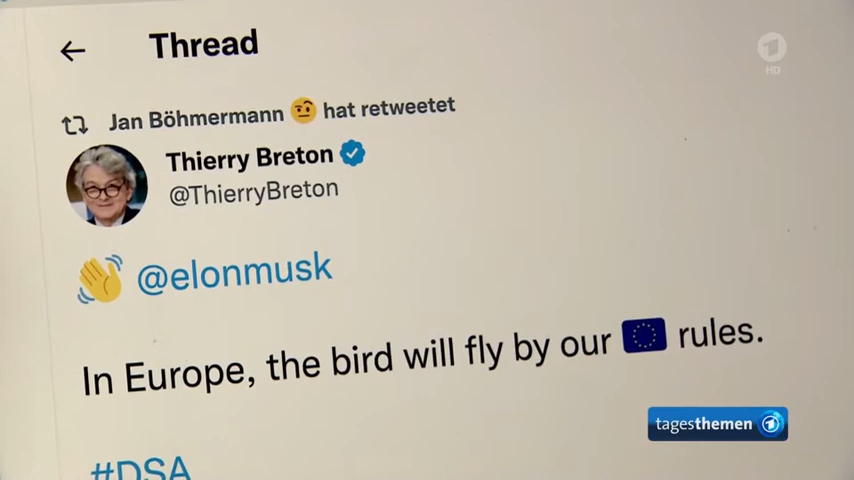 Thread
1
HD
Jan Böhmermann 🤨 hat retweetet
Thierry Breton
@ThierryBreton
👋 @elonmusk
In Europe, the bird will fly by our 🇪🇺 rules.
tagesthemen 1
#DSA